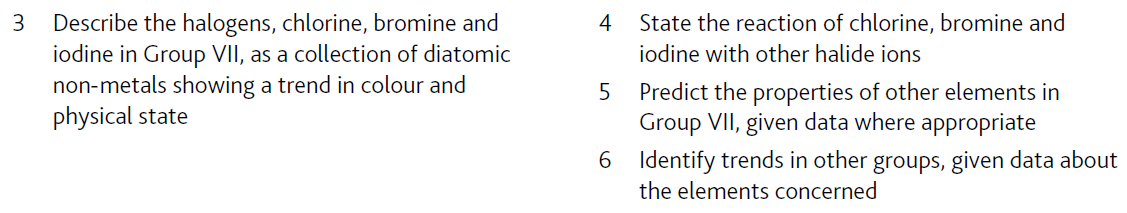 3 Describe the halogens, chlorine, bromine and
iodine in Group VII, as a collection of diatomic
non-metals showing a trend in colour and
physical state
4 State the reaction of chlorine, bromine and
iodine with other halide ions
5 Predict the properties of other elements in
Group VII, given data where appropriate
6 Identify trends in other groups, given data about
the elements concerned